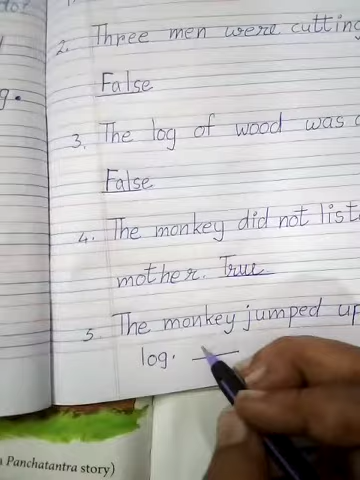 2. Three men were cutting
False
3. The log of wood was
False
4. The monkey did not list
mother. True
5. The monkey jumped up
log.
Panchatantra story)